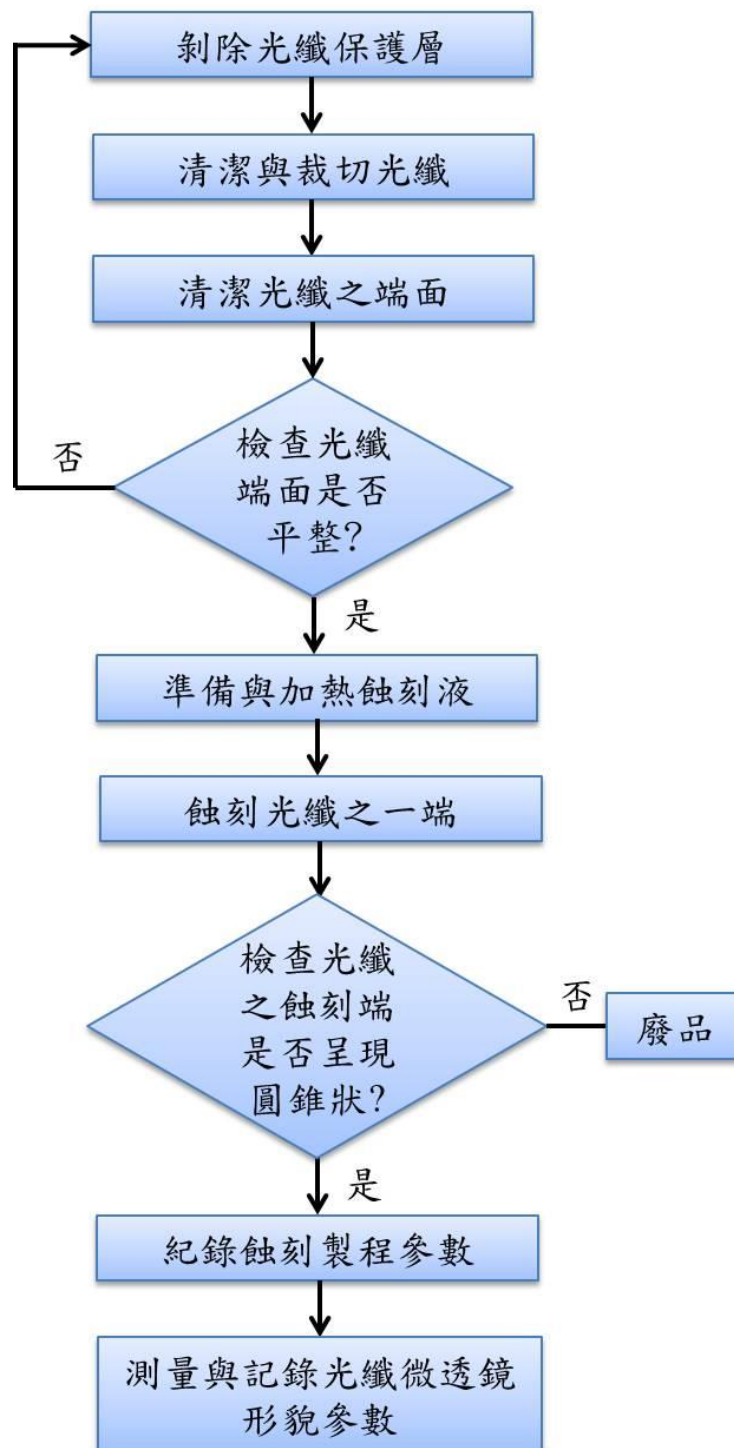 剝除光纖保護層
清潔與裁切光纖
清潔光纖之端面
檢查光纖
端面是否
平整?
否
是
準備與加熱蝕刻液
蝕刻光纖之一端
檢查光纖
之蝕刻端
是否呈現
圓錐狀?
否
廢品
是
紀錄蝕刻製程參數
測量與記錄光纖微透鏡
形貌參數